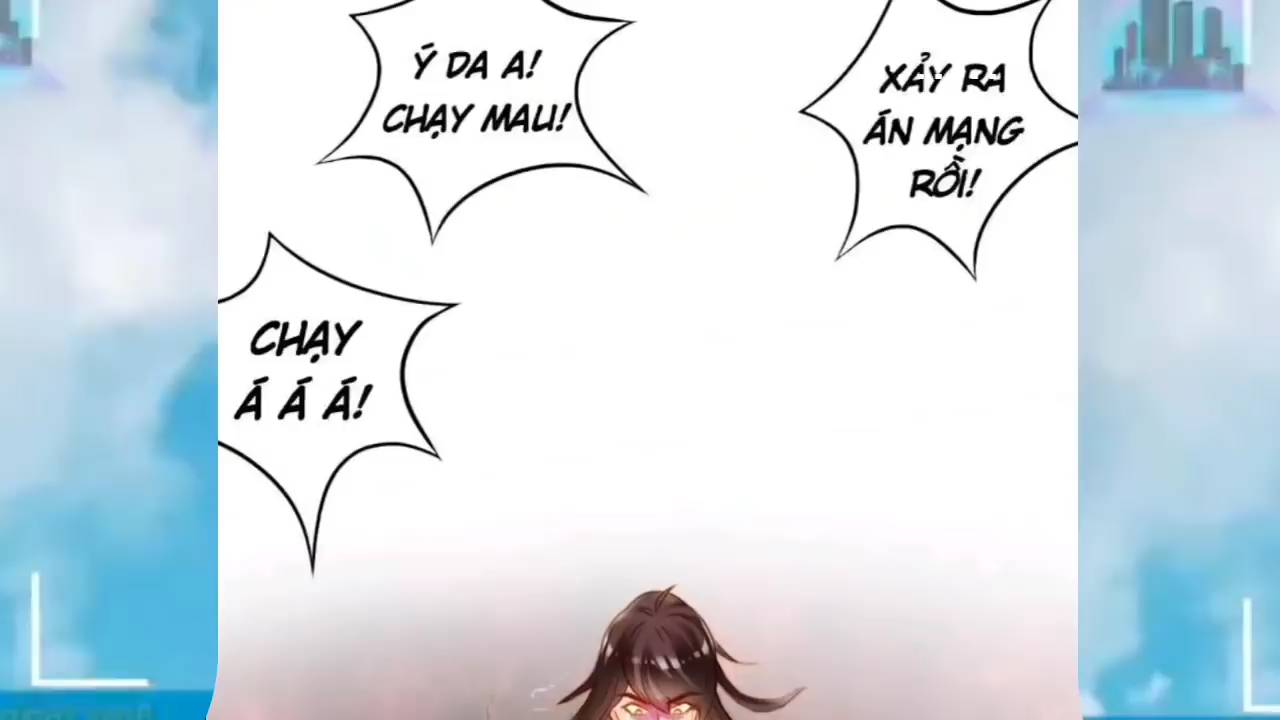 Ý DA A!
CHẠY MAU!
XẢY RA
ÁN MẠNG
RỒI!
CHẠY
Á Á Á!